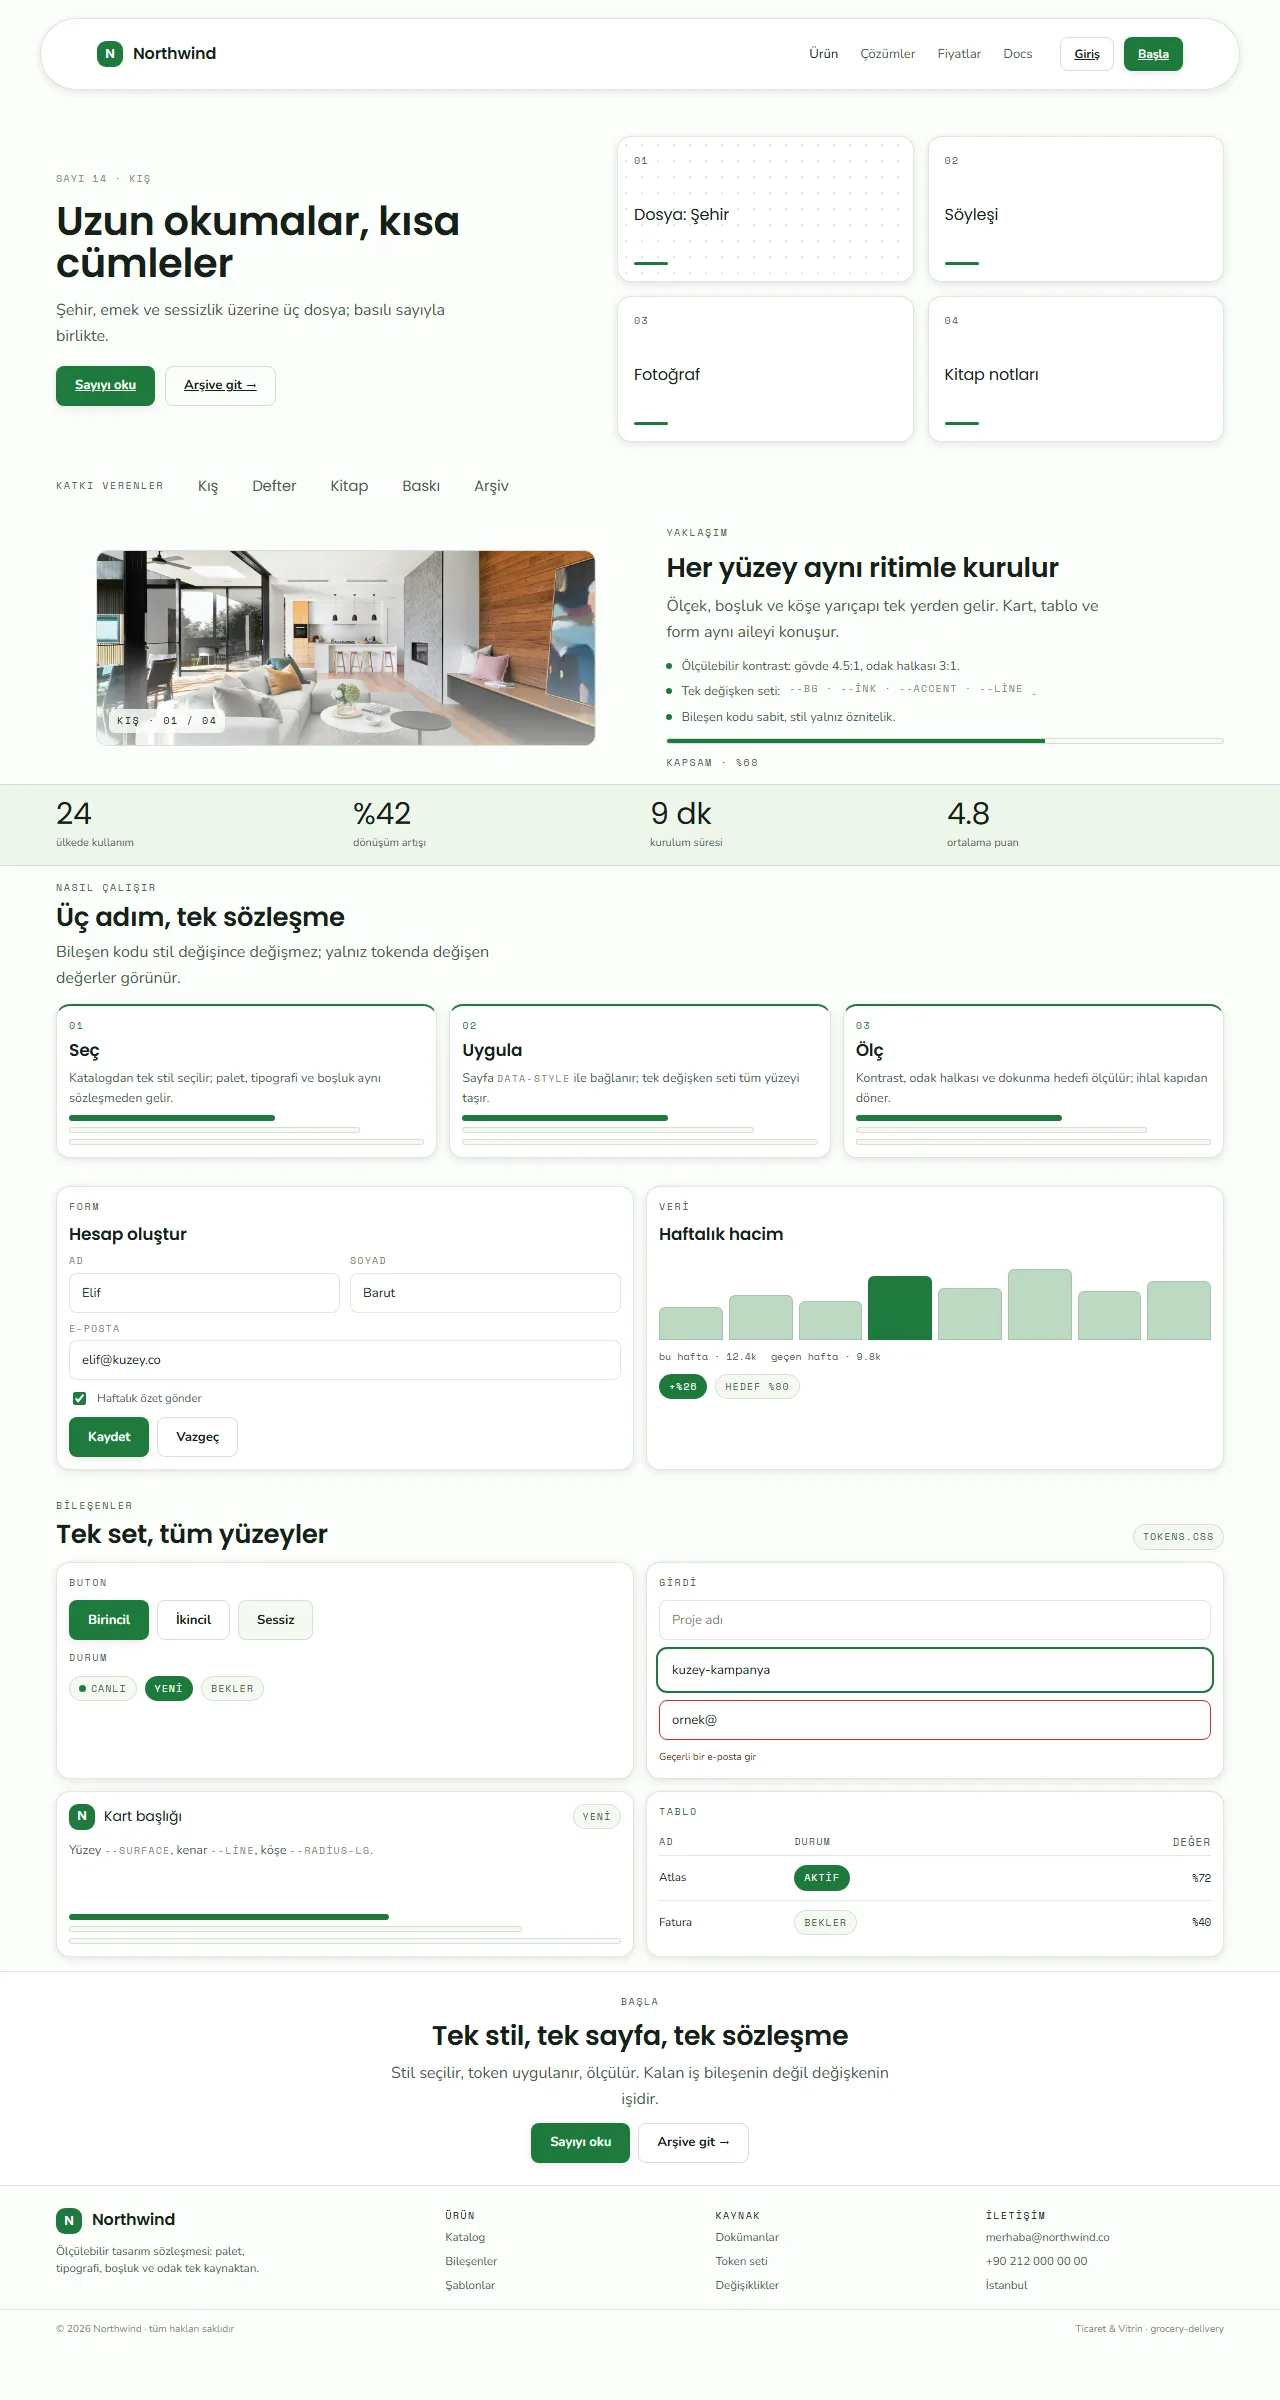 N Northwind
Ürün Çözümler Fiyatlar Docs Giriş Başla
SAYI 14 · KIŞ
Uzun okumalar, kısa
cümleler
Şehir, emek ve sessizlik üzerine üç dosya; basılı sayıyla
birlikte.
Sayıyı oku Arşive git →
01
Dosya: Şehir
02
Söyleşi
03
Fotoğraf
04
Kitap notları
KATKI VERENLER Kış Defter Kitap Baskı Arşiv
KIŞ · 01 / 04
YAKLAŞIM
Her yüzey aynı ritimle kurulur
Ölçek, boşluk ve köşe yarıçapı tek yerden gelir. Kart, tablo ve
form aynı aileyi konuşur.
Ölçülebilir kontrast: gövde 4.5:1, odak halkası 3:1.
Tek değişken seti: --BG · --İNK · --ACCENT · --LİNE .
Bileşen kodu sabit, stil yalnız öznitelik.
KAPSAM · %68
24
ülkede kullanım
%42
dönüşüm artışı
9 dk
kurulum süresi
4.8
ortalama puan
NASIL ÇALIŞIR
Üç adım, tek sözleşme
Bileşen kodu stil değişince değişmez; yalnız tokenda değişen
değerler görünür.
01
Seç
Katalogdan tek stil seçilir; palet, tipografi ve boşluk aynı
sözleşmeden gelir.
02
Uygula
Sayfa DATA-STYLE ile bağlanır; tek değişken seti tüm yüzeyi
taşır.
03
Ölç
Kontrast, odak halkası ve dokunma hedefi ölçülür; ihlal kapıdan
döner.
FORM
Hesap oluştur
AD SOYAD
Elif Barut
E-POSTA
elif@kuzey.co
Haftalık özet gönder
Kaydet Vazgeç
VERİ
Haftalık hacim
bu hafta · 12.4k geçen hafta · 9.8k
+%26 HEDEF %80
BİLEŞENLER
Tek set, tüm yüzeyler
TOKENS.CSS
BUTON
Birincil İkincil Sessiz
DURUM
CANLI YENİ BEKLER
GİRDİ
Proje adı
kuzey-kampanya
ornek@
Geçerli bir e-posta gir
N Kart başlığı YENİ
Yüzey --SURFACE, kenar --LİNE, köşe --RADİUS-LG.
TABLO
AD DURUM DEĞER
Atlas AKTİF %72
Fatura BEKLER %40
BAŞLA
Tek stil, tek sayfa, tek sözleşme
Stil seçilir, token uygulanır, ölçülür. Kalan iş bileşenin değil değişkenin
işidir.
Sayıyı oku Arşive git →
N Northwind
Ölçülebilir tasarım sözleşmesi: palet,
tipografi, boşluk ve odak tek kaynaktan.
ÜRÜN
Katalog
Bileşenler
Şablonlar
KAYNAK
Dokümanlar
Token seti
Değişiklikler
İLETİŞİM
merhaba@northwind.co
+90 212 000 00 00
İstanbul
© 2026 Northwind · tüm hakları saklıdır
Ticaret & Vitrin · grocery-delivery